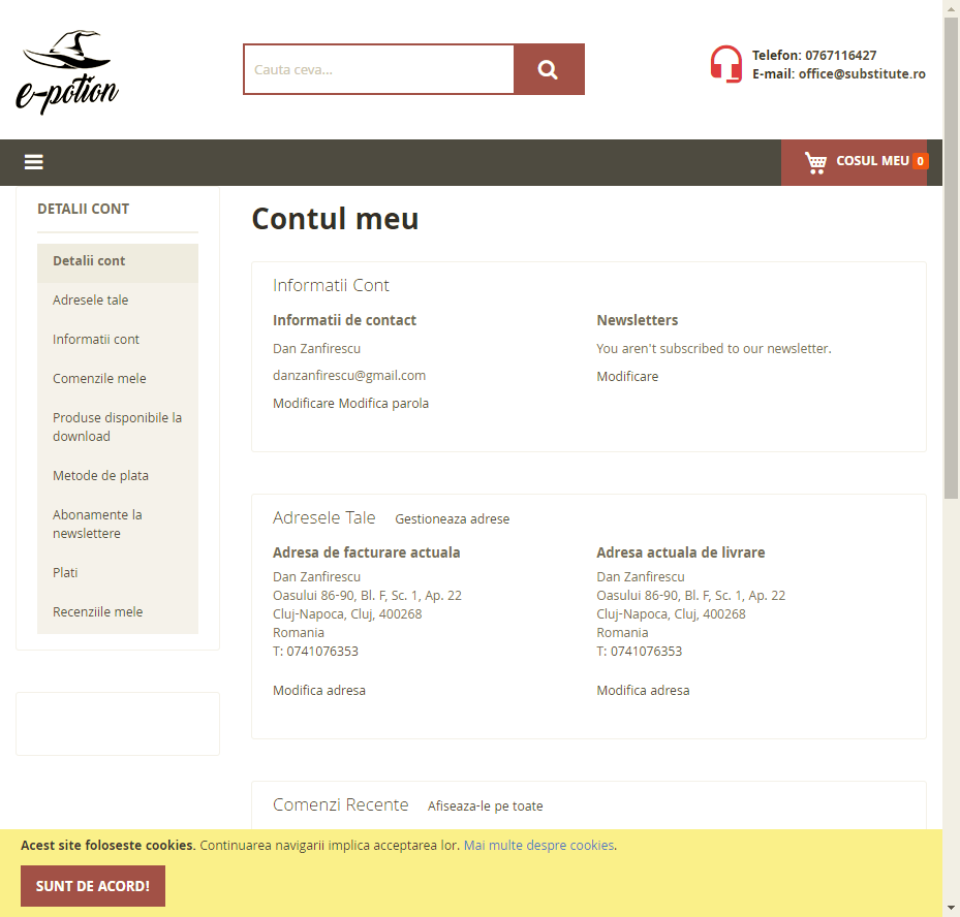 e-potion
Cauta ceva...
Telefon: 0767116427
E-mail: office@substitute.ro
COSUL MEU 0
DETALII CONT
Detalii cont
Adresele tale
Informatii cont
Comenzile mele
Produse disponibile la
download
Metode de plata
Abonamente la
newslettere
Plati
Recenziile mele
Contul meu
Informatii Cont
Informatii de contact
Dan Zanfirescu
danzanfirescu@gmail.com
Modificare Modifica parola
Newsletters
You aren't subscribed to our newsletter.
Modificare
Adresele Tale Gestioneaza adrese
Adresa de facturare actuala
Dan Zanfirescu
Oasului 86-90, Bl. F, Sc. 1, Ap. 22
Cluj-Napoca, Cluj, 400268
Romania
T: 0741076353
Modifica adresa
Adresa actuala de livrare
Dan Zanfirescu
Oasului 86-90, Bl. F, Sc. 1, Ap. 22
Cluj-Napoca, Cluj, 400268
Romania
T: 0741076353
Modifica adresa
Comenzi Recente Afiseaza-le pe toate
Acest site foloseste cookies. Continuarea navigarii implica acceptarea lor. Mai multe despre cookies.
SUNT DE ACORD!